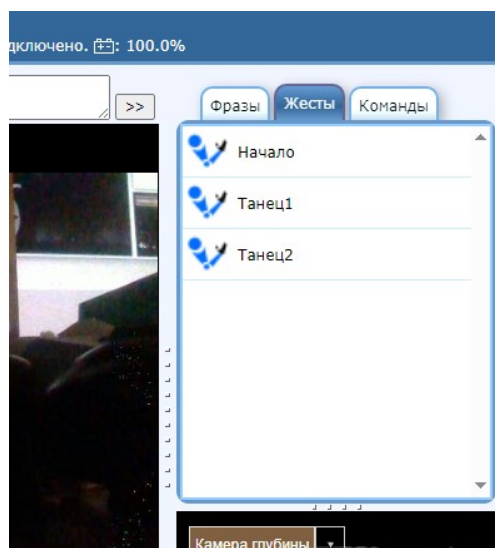 дключено. 100.0%
>>
Фразы Жесты Команды
Начало
Танец1
Танец2
Камера глубины